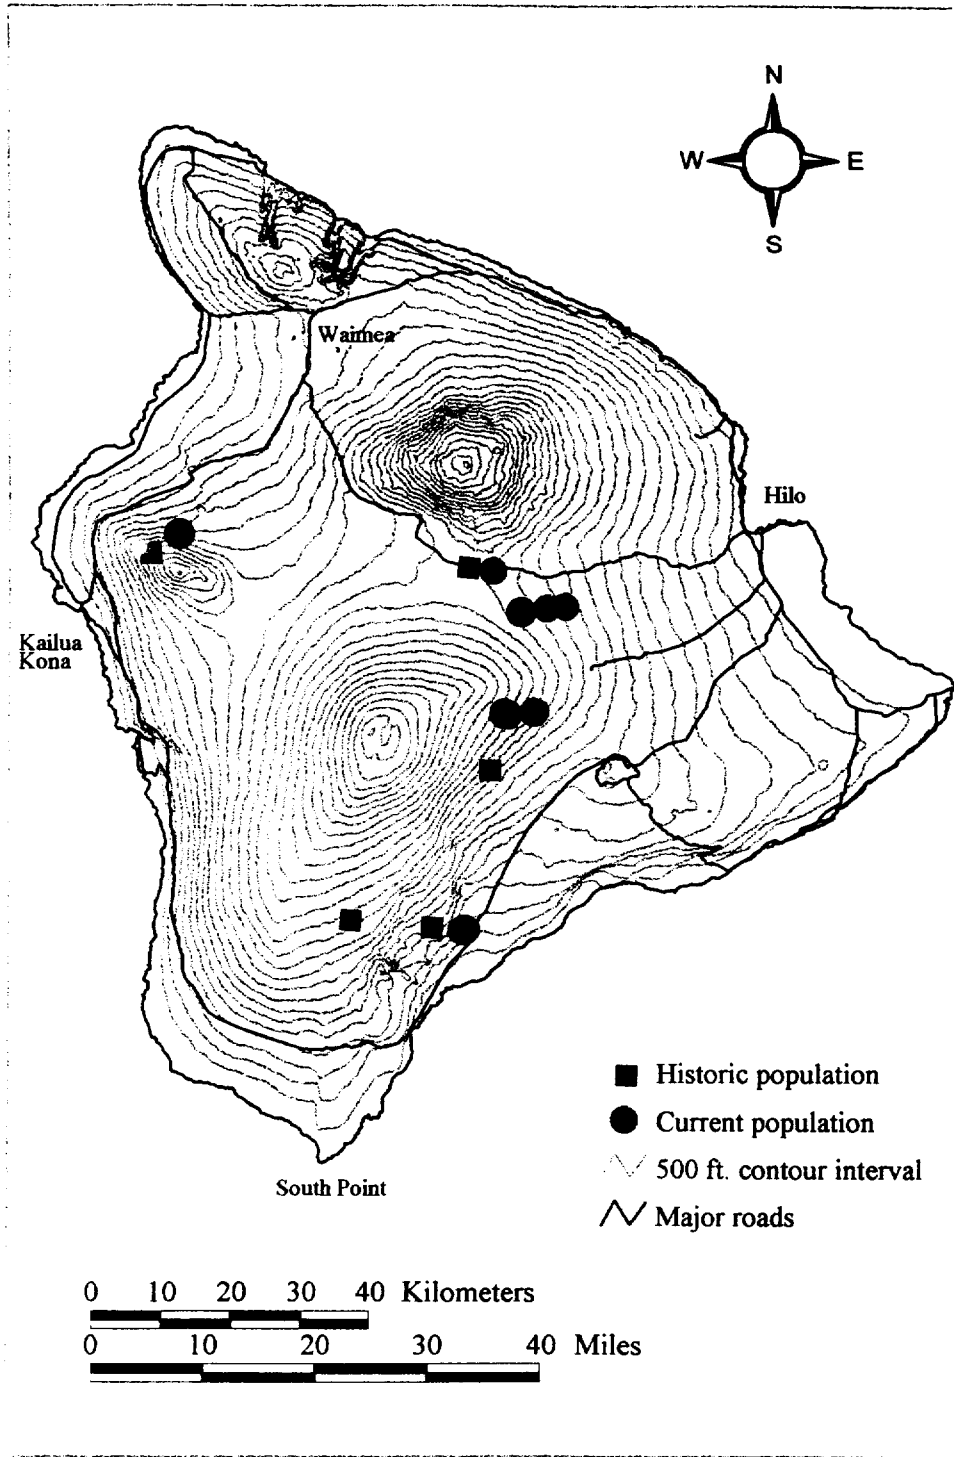 N
W E
S
Waimea
Hilo
Kailua
Kona
Historic population
Current population
500 ft. contour interval
Major roads
South Point
0 10 20 30 40 Kilometers
0 10 20 30 40 Miles